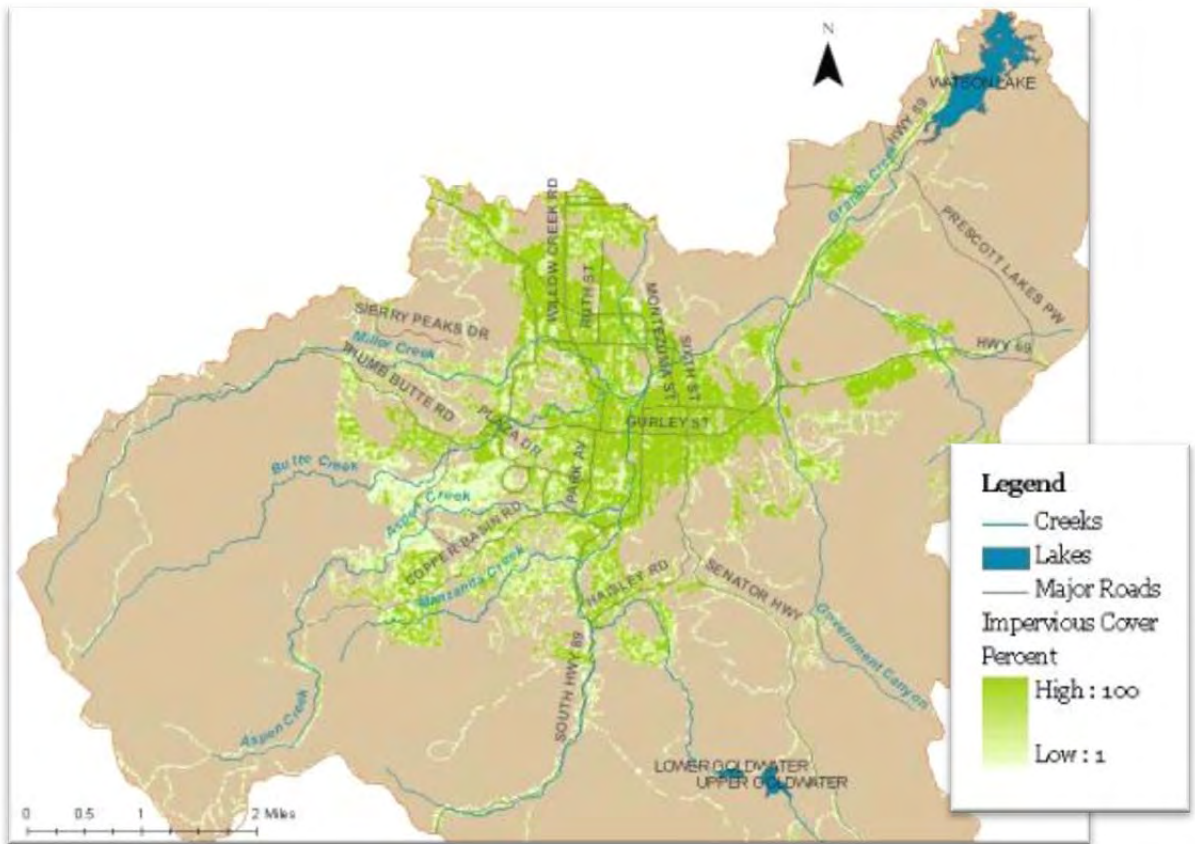 N
WATSON LAKE
HWY 89
Granite Creek
PRESCOTT LAKES PW
WILLOW CREEK RD
RUTH ST
MONTEZUMA ST
SIXTH ST
SIERRY PEAKS DR
Miller Creek
THUMB BUTTE RD
HWY 69
PLAZA DR
GURLEY ST
PARK AV
Butte Creek
Aspen Creek
COPPER BASIN RD
Manzanita Creek
HAISLEY RD
SENATOR HWY
Goverment Canyon
SOUTH HWY 89
Aspen Creek
LOWER GOLDWATER
UPPER GOLDWATER
0 0.5 1 2 Miles
Legend
Creeks
Lakes
Major Roads
Impervious Cover
Percent
High : 100
Low : 1